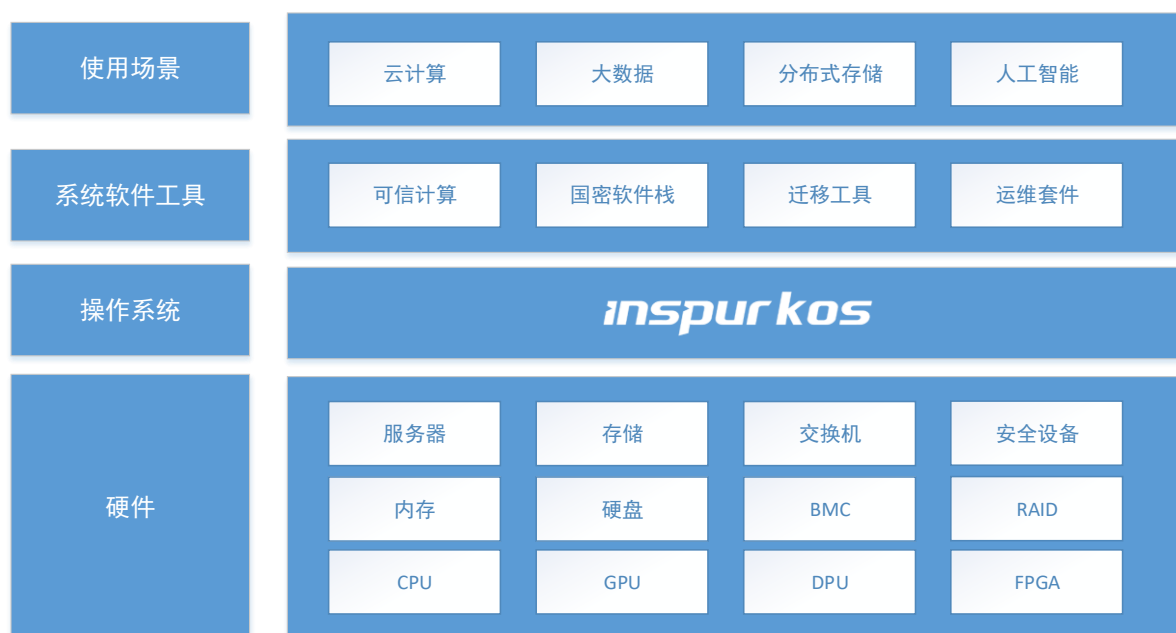 使用场景
云计算 大数据 分布式存储 人工智能
系统软件工具
可信计算 国密软件栈 迁移工具 运维套件
操作系统
inspur kos
硬件
服务器 存储 交换机 安全设备
内存 硬盘 BMC RAID
CPU GPU DPU FPGA